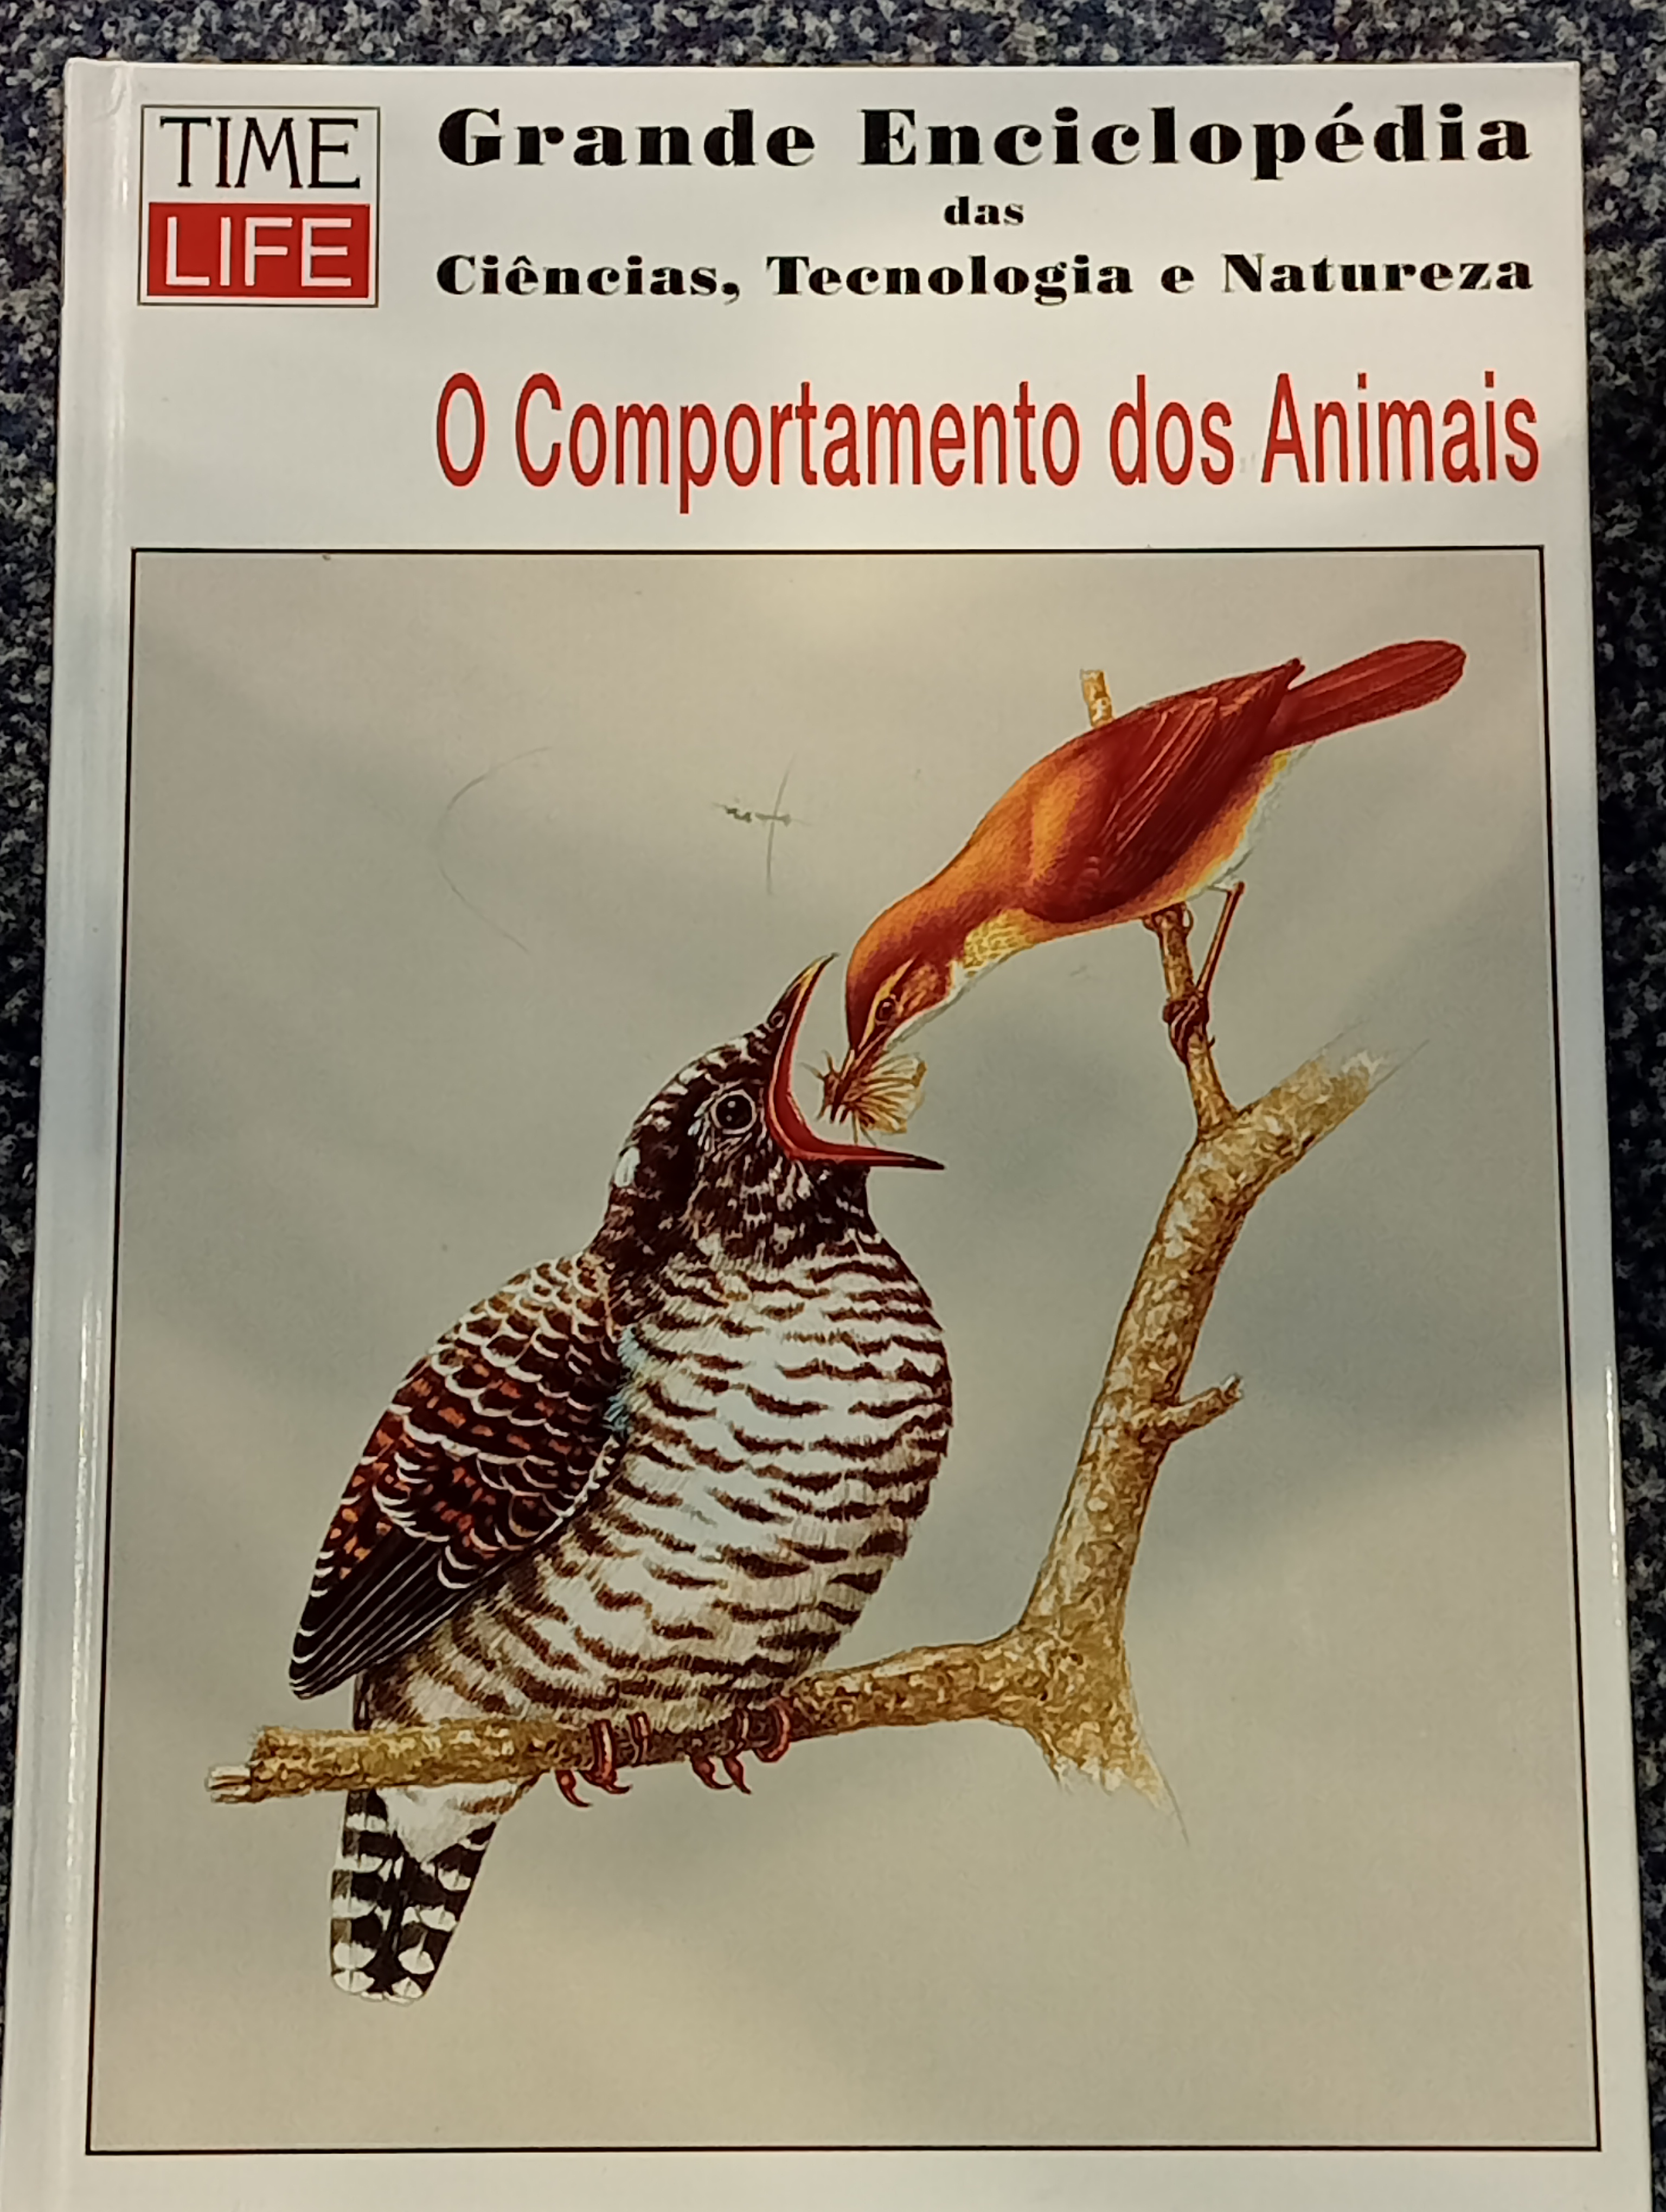 TIME
LIFE
Grande Enciclopédia
das
Ciências, Tecnologia e Natureza
O Comportamento dos Animais